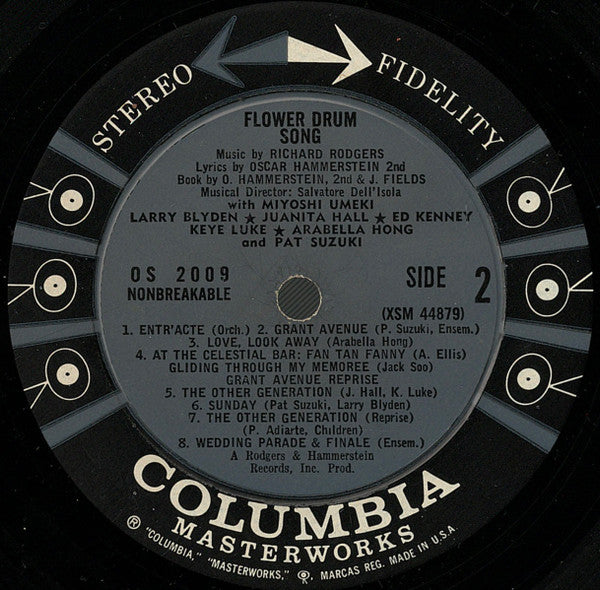 STEREO FIDELITY
FLOWER DRUM
SONG
Music by RICHARD RODGERS
Lyrics by OSCAR HAMMERSTEIN 2nd
Book by O. HAMMERSTEIN, 2nd & J. FIELDS
Musical Director: Salvatore Dell'Isola
with MIYOSHI UMEKI
LARRY BLYDEN ★ JUANITA HALL ★ ED KENNEY
KEYE LUKE ★ ARABELLA HONG
and PAT SUZUKI
OS 2009
NONBREAKABLE
SIDE 2
(XSM 44879)
1. ENTR'ACTE (Orch.) 2. GRANT AVENUE (P. Suzuki, Ensem.)
3. LOVE, LOOK AWAY (Arabella Hong)
4. AT THE CELESTIAL BAR: FAN TAN FANNY (A. Ellis)
GLIDING THROUGH MY MEMOREE (Jack Soo)
GRANT AVENUE REPRISE
5. THE OTHER GENERATION (J. Hall, K. Luke)
6. SUNDAY (Pat Suzuki, Larry Blyden)
7. THE OTHER GENERATION (Reprise)
(P. Adiarte, Children)
8. WEDDING PARADE & FINALE (Ensem.)
A Rodgers & Hammerstein
Records, Inc. Prod.
COLUMBIA
MASTERWORKS
® "COLUMBIA," "MASTERWORKS," MARCAS REG. MADE IN U.S.A.